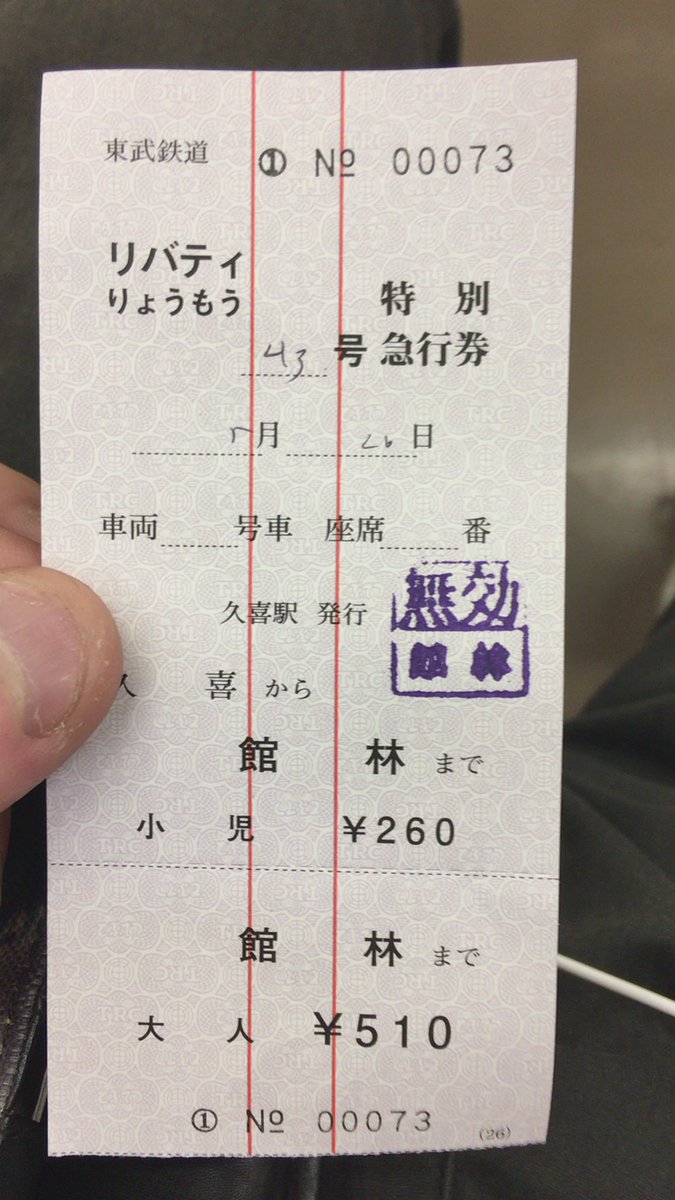 東武鉄道 ① № 00073
リバティ
りょうもう 特別
43 号 急行券
5月 26日
車両 号車 座席 番
久喜駅 発行 無効
館林
久喜 から
館林 まで
小児 ¥260
館林 まで
大人 ¥510
① № 00073
(26)